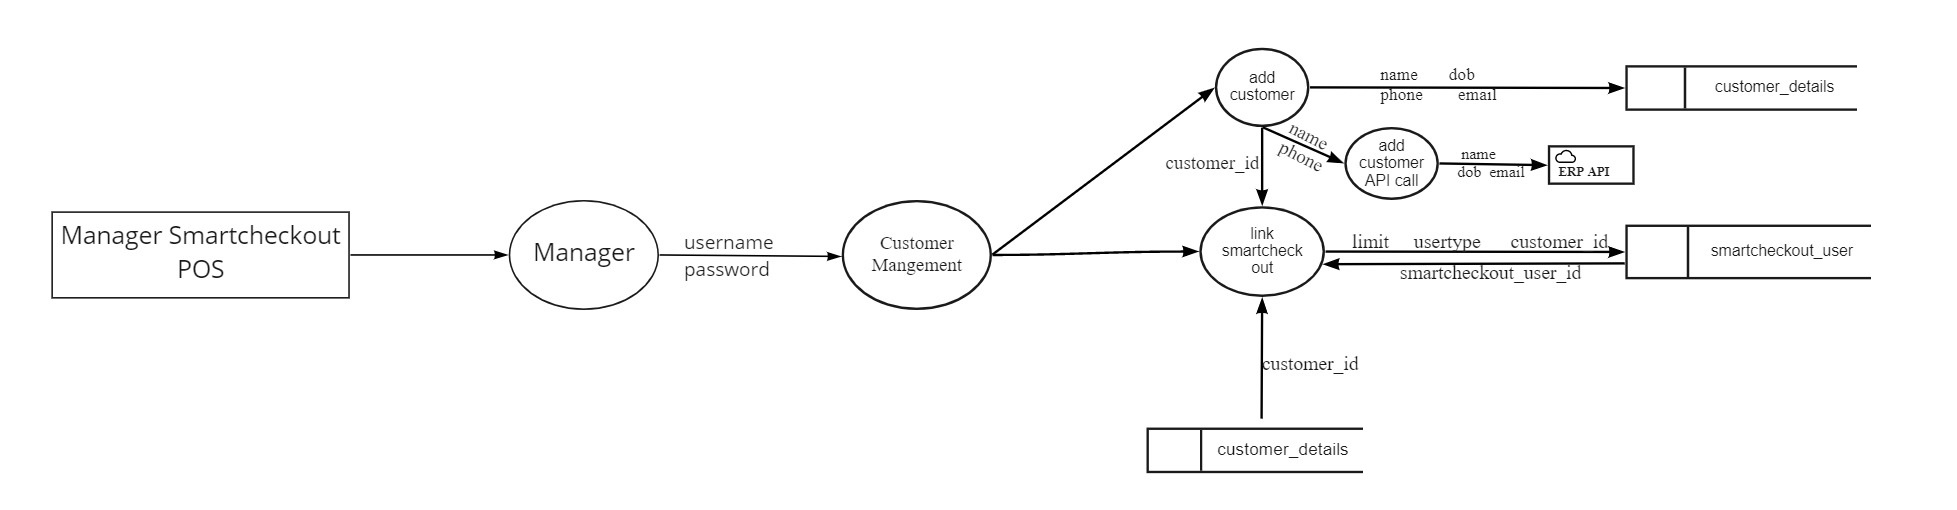 Manager Smartcheckout
POS
Manager
username
password
Customer
Mangement
add
customer
name dob
phone email
customer_details
customer_id
name
phone
add
customer
API call
name
dob email
ERP API
link
smartcheck
out
limit usertype customer_id
smartcheckout_user_id
smartcheckout_user
customer_id
customer_details